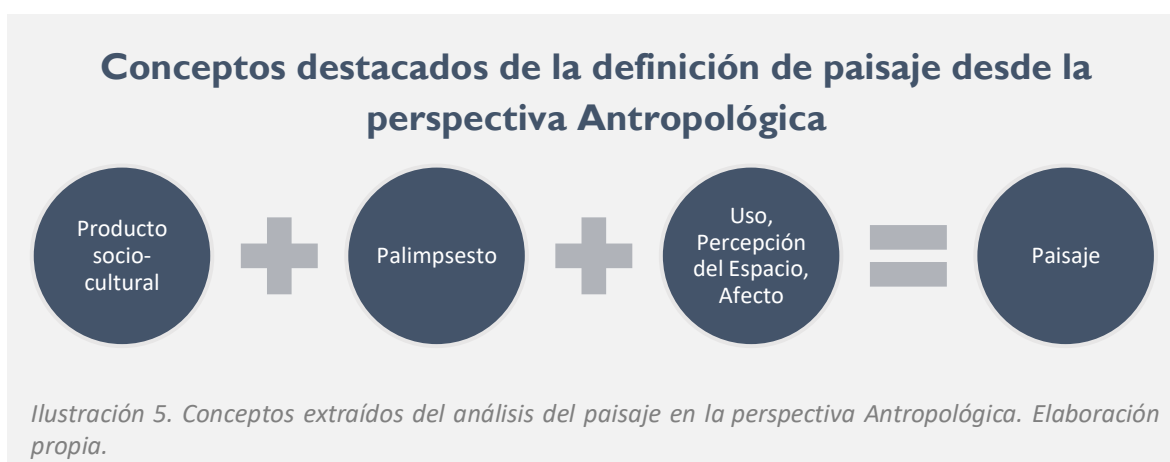 Conceptos destacados de la definición de paisaje desde la
perspectiva Antropológica
Producto
socio-
cultural
Palimpsesto
Uso,
Percepción
del Espacio,
Afecto
Paisaje
Ilustración 5. Conceptos extraídos del análisis del paisaje en la perspectiva Antropológica. Elaboración
propia.